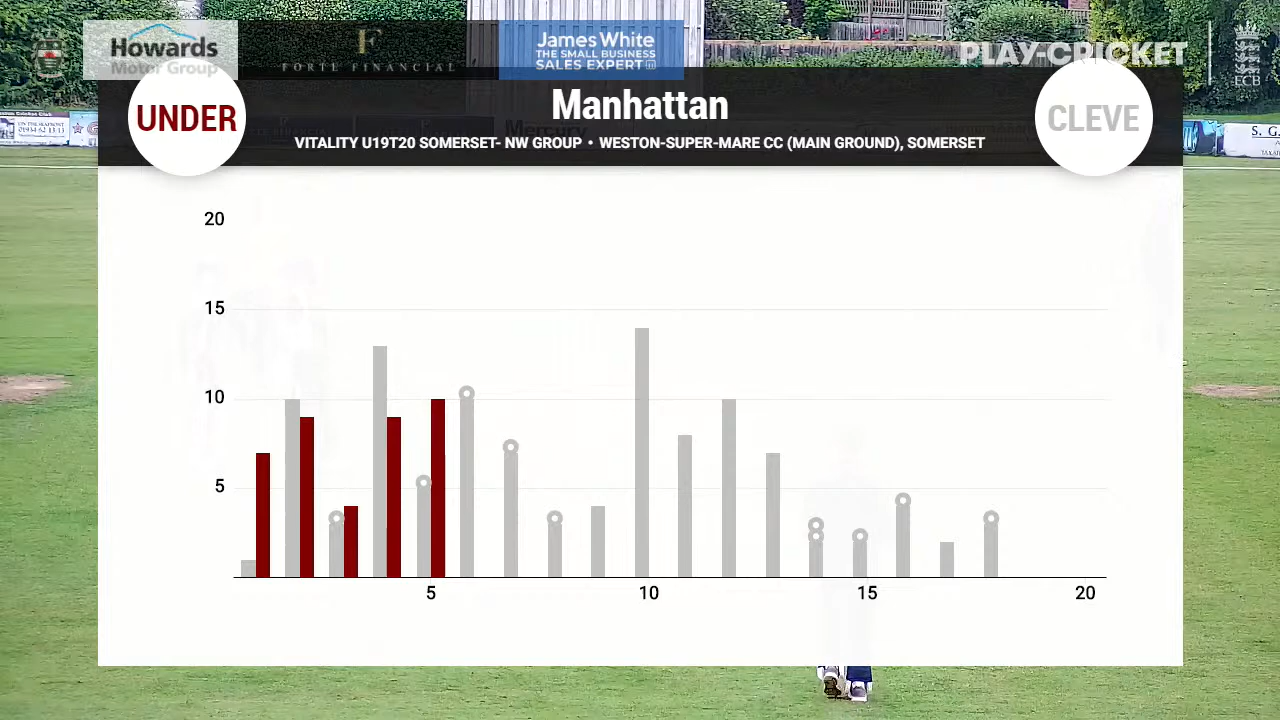 Howards
Motor Group
F
FORTE FINANCIAL
James White
THE SMALL BUSINESS
SALES EXPERT
PLAY-CRICKET
ECB
UNDER
Manhattan
CLEVE
VITALITY U19T20 SOMERSET- NW GROUP • WESTON-SUPER-MARE CC (MAIN GROUND), SOMERSET
S. G
20
15
10
5
5
10
15
20